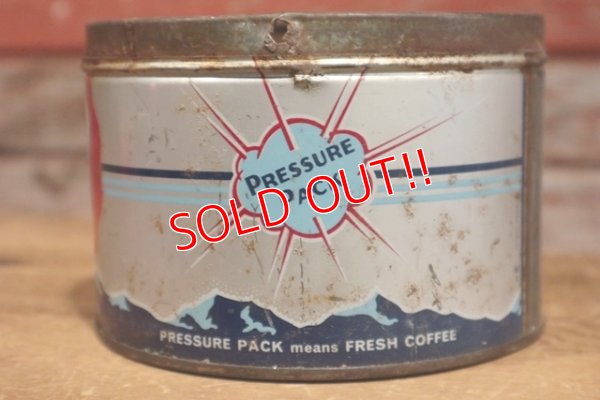 PRESSURE
PACK
SOLD OUT!!
PRESSURE PACK means FRESH COFFEE